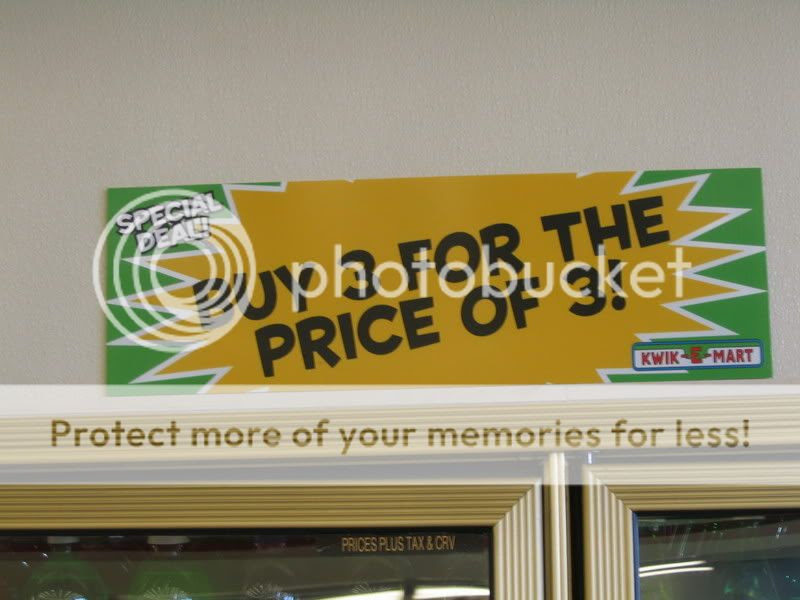 SPECIAL
DEAL!
BUY 3 FOR THE
PRICE OF 3!
KWIK-E-MART
photobucket
Protect more of your memories for less!
PRICES PLUS TAX & CRV